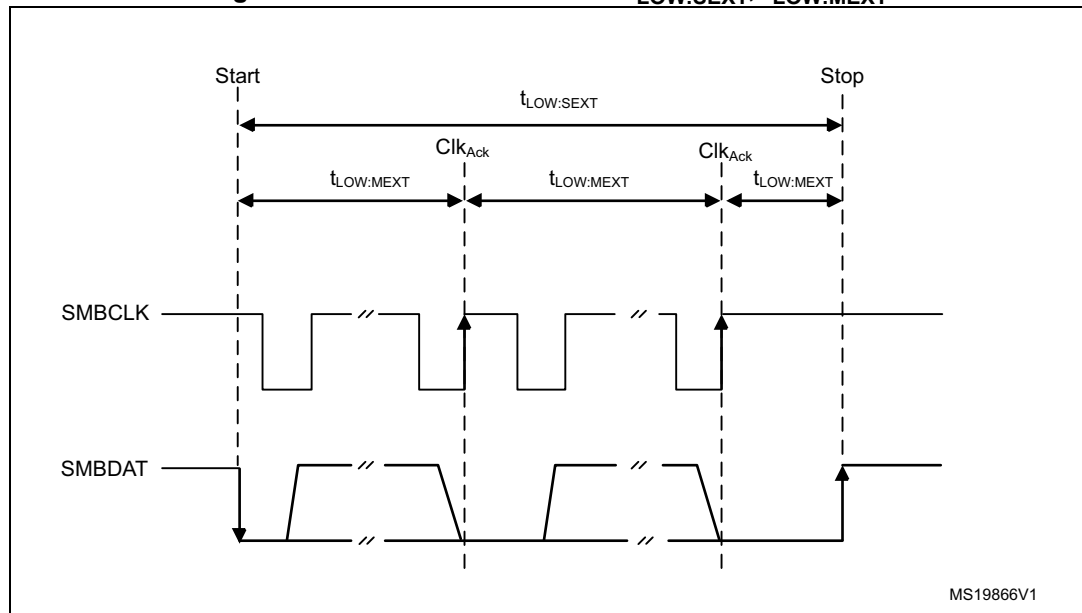 Start
Stop
tLOW:SEXT
ClkAck
ClkAck
tLOW:MEXT
tLOW:MEXT
tLOW:MEXT
SMBCLK
SMBDAT
MS19866V1